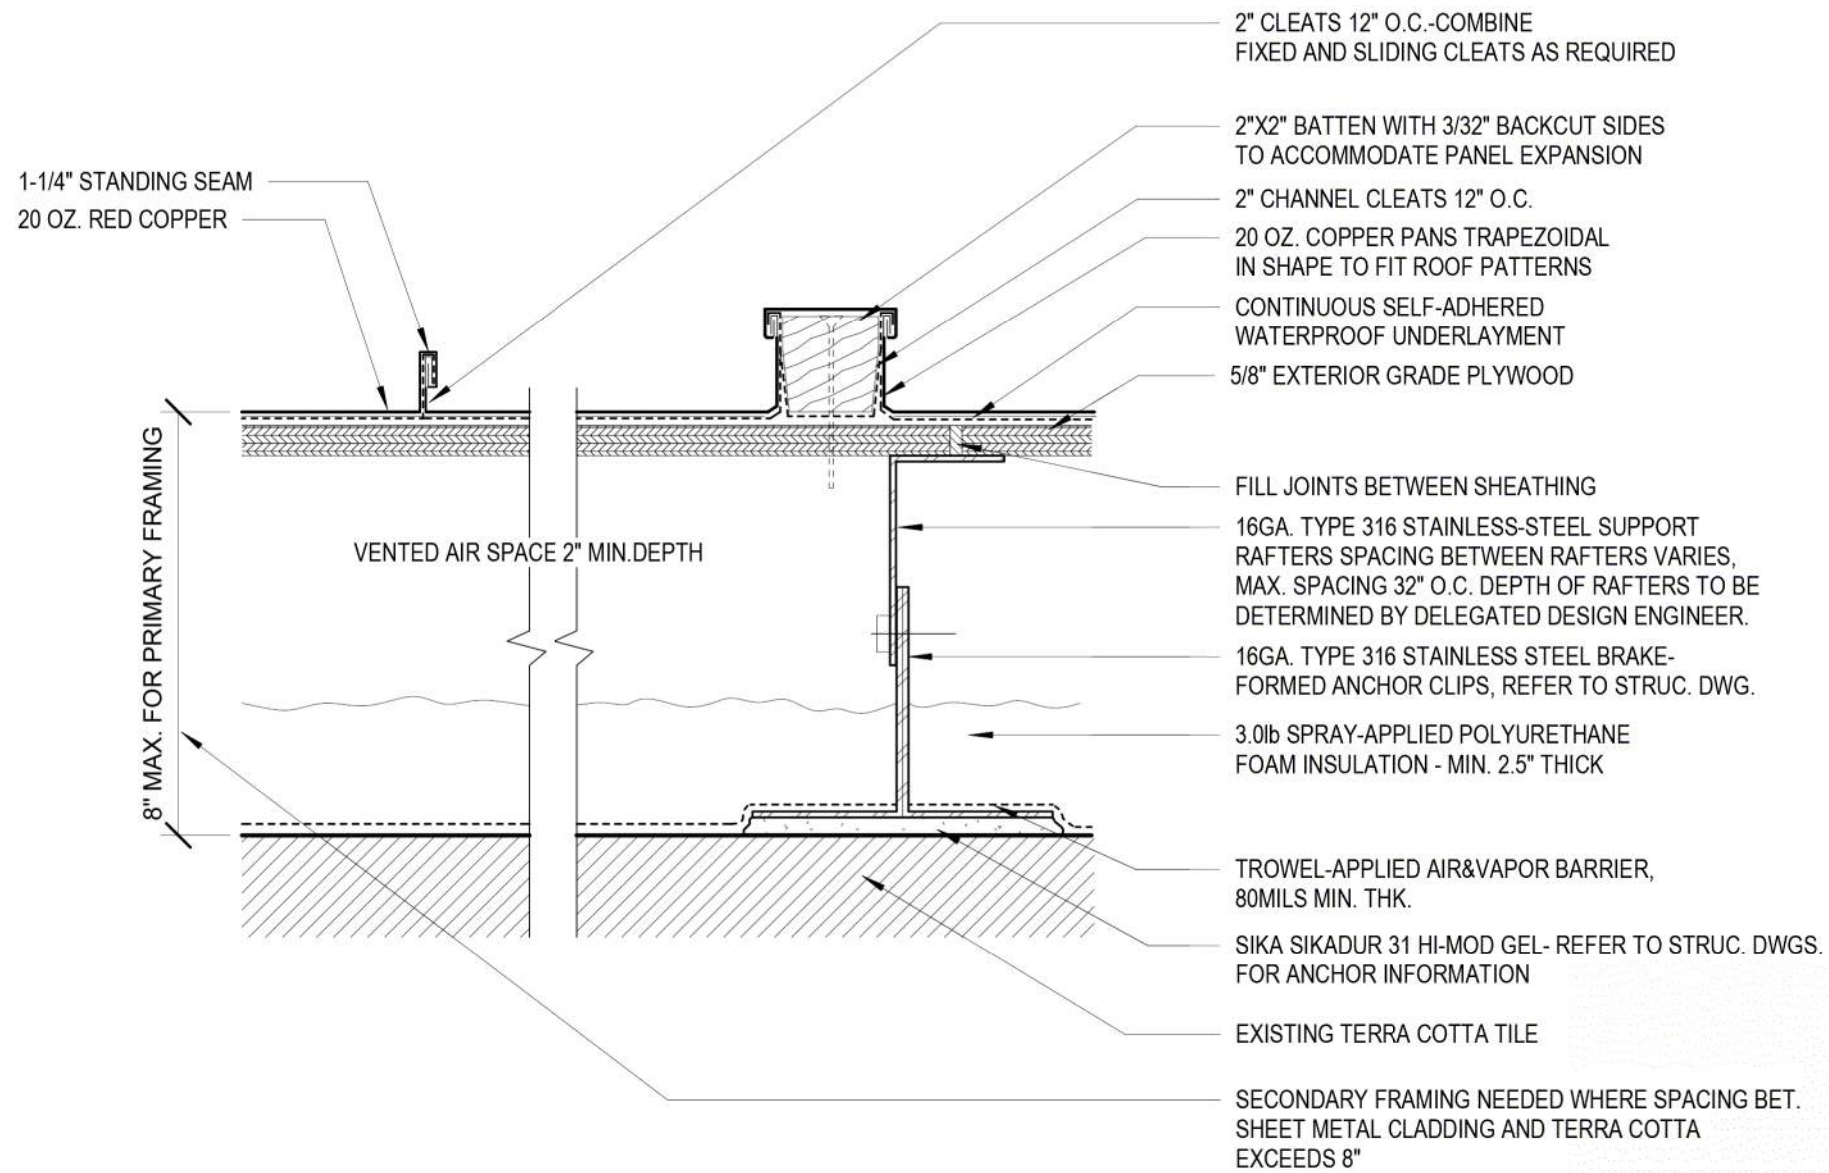 2" CLEATS 12" O.C.-COMBINE
FIXED AND SLIDING CLEATS AS REQUIRED
2"X2" BATTEN WITH 3/32" BACKCUT SIDES
TO ACCOMMODATE PANEL EXPANSION
1-1/4" STANDING SEAM
20 OZ. RED COPPER
2" CHANNEL CLEATS 12" O.C.
20 OZ. COPPER PANS TRAPEZOIDAL
IN SHAPE TO FIT ROOF PATTERNS
CONTINUOUS SELF-ADHERED
WATERPROOF UNDERLAYMENT
5/8" EXTERIOR GRADE PLYWOOD
8" MAX. FOR PRIMARY FRAMING
VENTED AIR SPACE 2" MIN.DEPTH
FILL JOINTS BETWEEN SHEATHING
16GA. TYPE 316 STAINLESS-STEEL SUPPORT
RAFTERS SPACING BETWEEN RAFTERS VARIES,
MAX. SPACING 32" O.C. DEPTH OF RAFTERS TO BE
DETERMINED BY DELEGATED DESIGN ENGINEER.
16GA. TYPE 316 STAINLESS STEEL BRAKE-
FORMED ANCHOR CLIPS, REFER TO STRUC. DWG.
3.0lb SPRAY-APPLIED POLYURETHANE
FOAM INSULATION - MIN. 2.5" THICK
TROWEL-APPLIED AIR&VAPOR BARRIER,
80MILS MIN. THK.
SIKA SIKADUR 31 HI-MOD GEL- REFER TO STRUC. DWGS.
FOR ANCHOR INFORMATION
EXISTING TERRA COTTA TILE
SECONDARY FRAMING NEEDED WHERE SPACING BET.
SHEET METAL CLADDING AND TERRA COTTA
EXCEEDS 8"